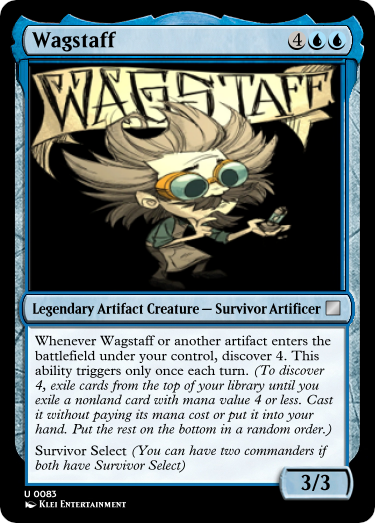 Wagstaff 4
WAGSTAFF
Legendary Artifact Creature — Survivor Artificer
Whenever Wagstaff or another artifact enters the
battlefield under your control, discover 4. This
ability triggers only once each turn. (To discover
4, exile cards from the top of your library until you
exile a nonland card with mana value 4 or less. Cast
it without paying its mana cost or put it into your
hand. Put the rest on the bottom in a random order.)
Survivor Select (You can have two commanders if
both have Survivor Select)
3/3
U 0083
Klei Entertainment